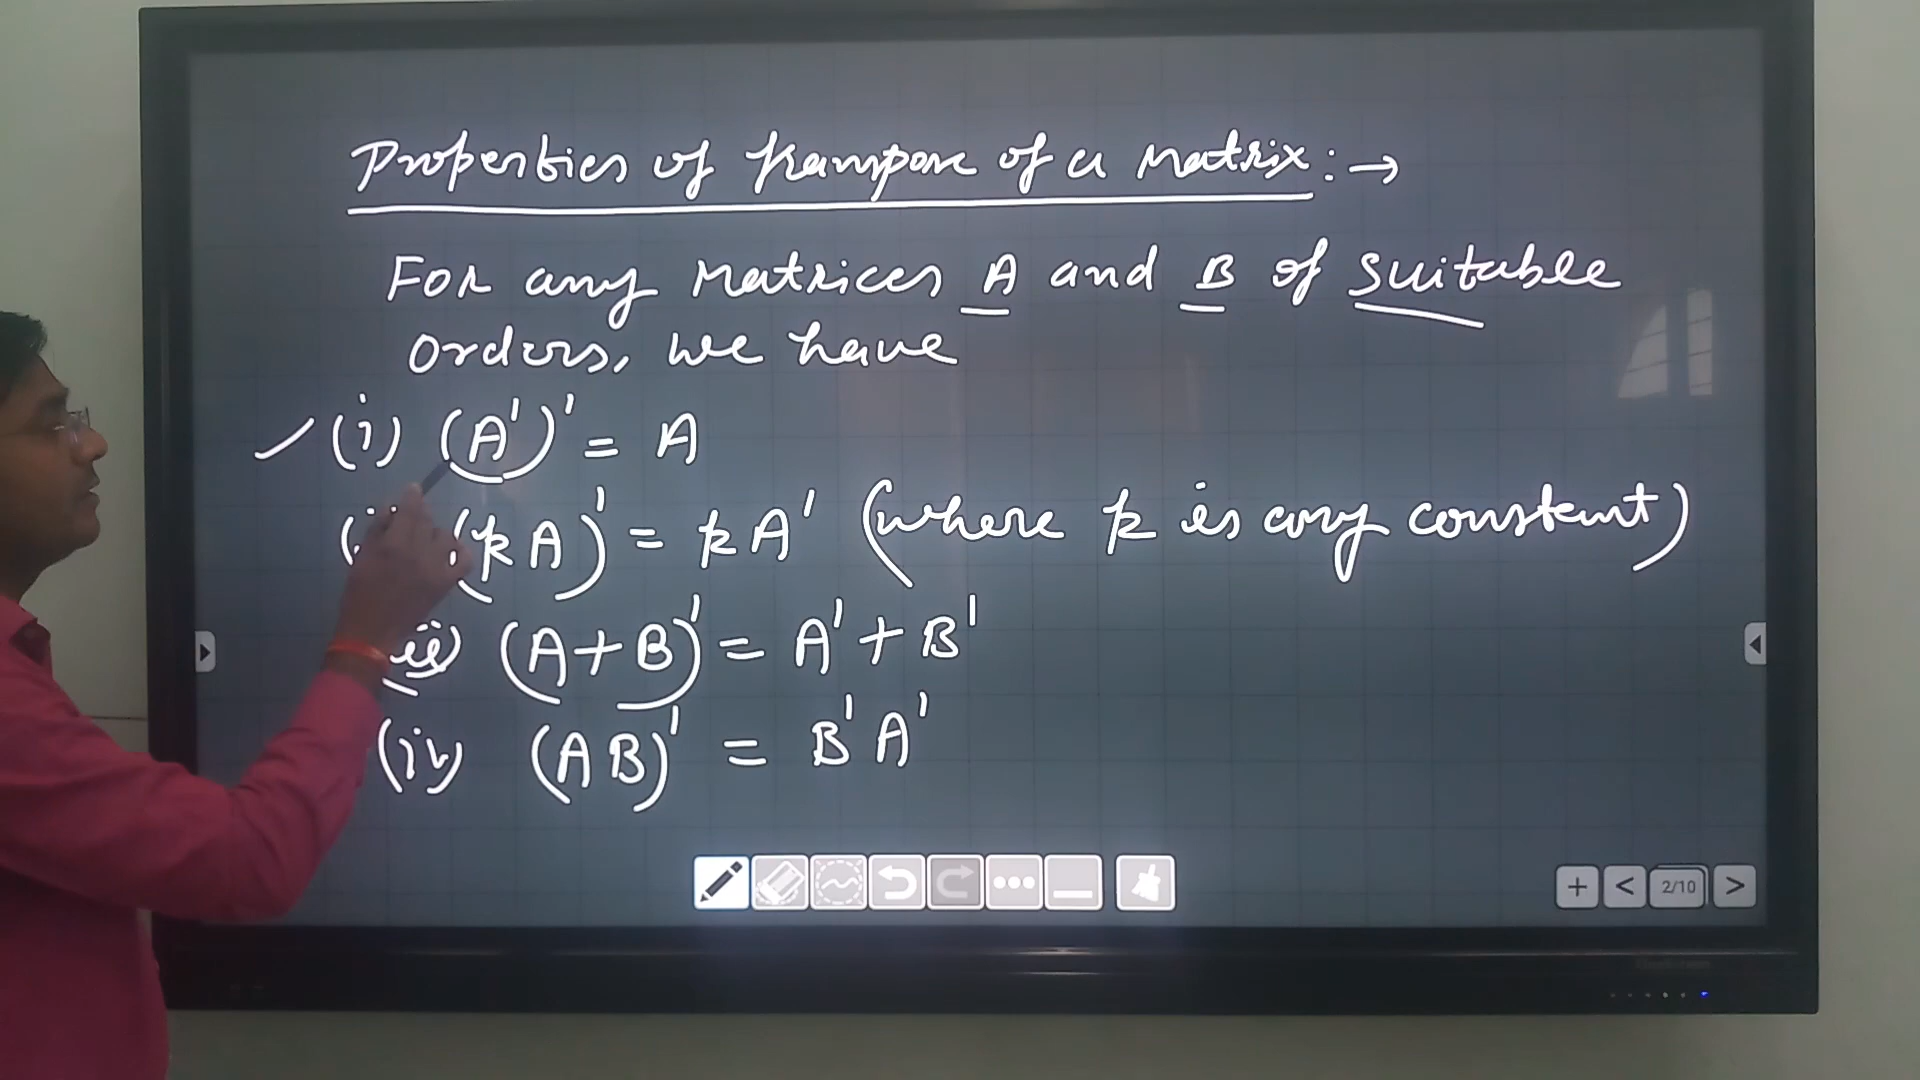 Properties of transpose of a Matrix:→
For any Matrices A and B of suitable
orders, we have
(i) (A')' = A
(kA)' = kA' (where k is any constant)
(A+B)' = A' + B'
(iv) (AB)' = B'A'
2/10